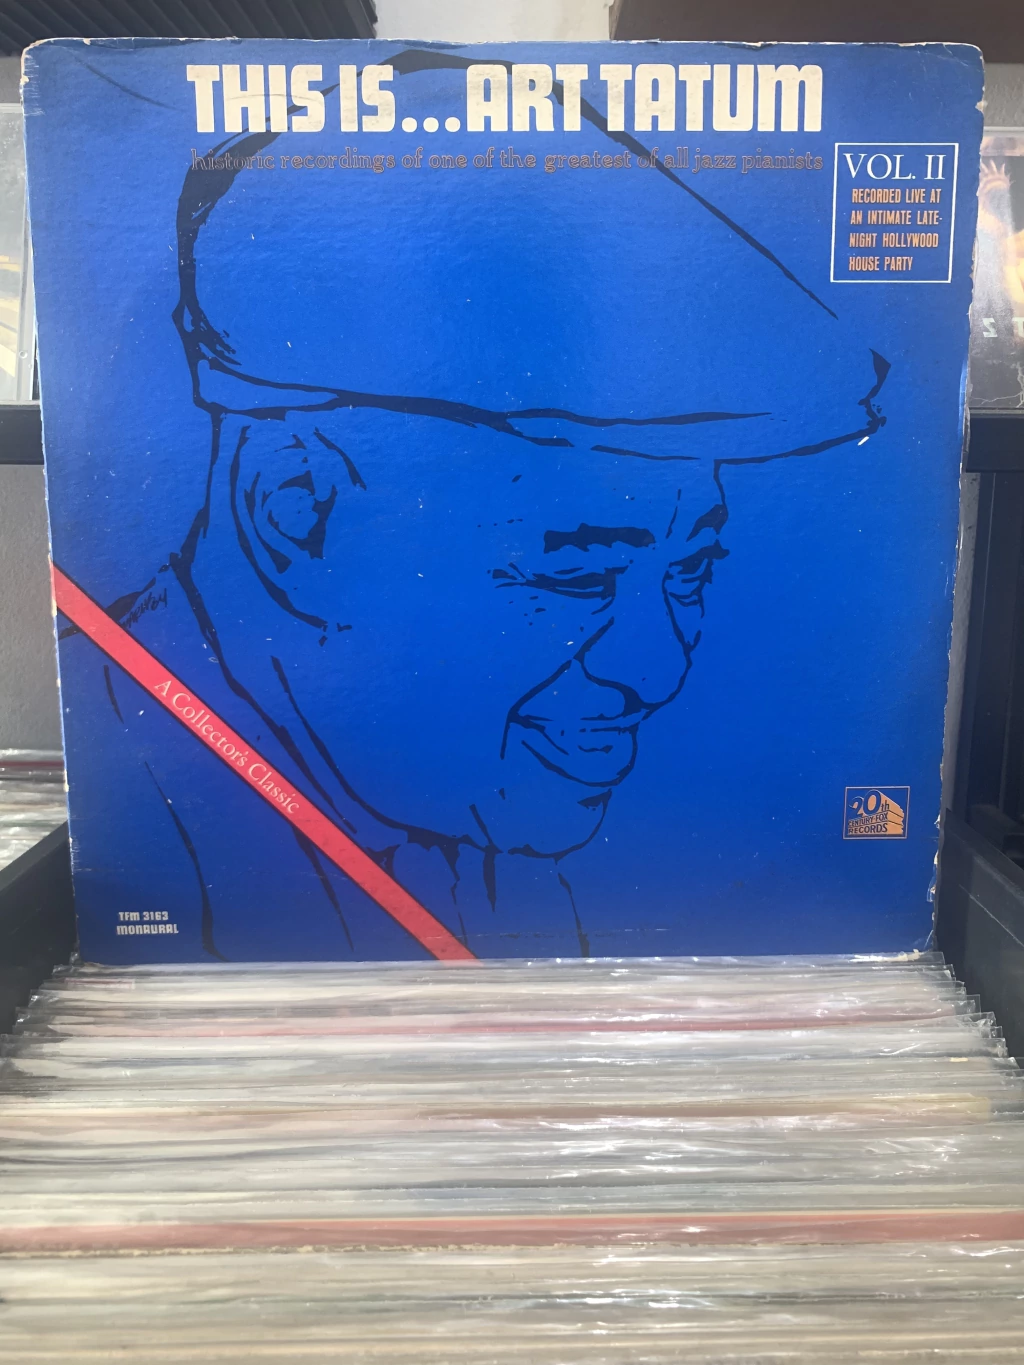 THIS IS...ART TATUM
historic recordings of one of the greatest of all jazz pianists
VOL. II
RECORDED LIVE AT
AN INTIMATE LATE-
NIGHT HOLLYWOOD
HOUSE PARTY
A Collector's Classic
20th
CENTURY FOX
RECORDS
TFM 3163
MONAURAL